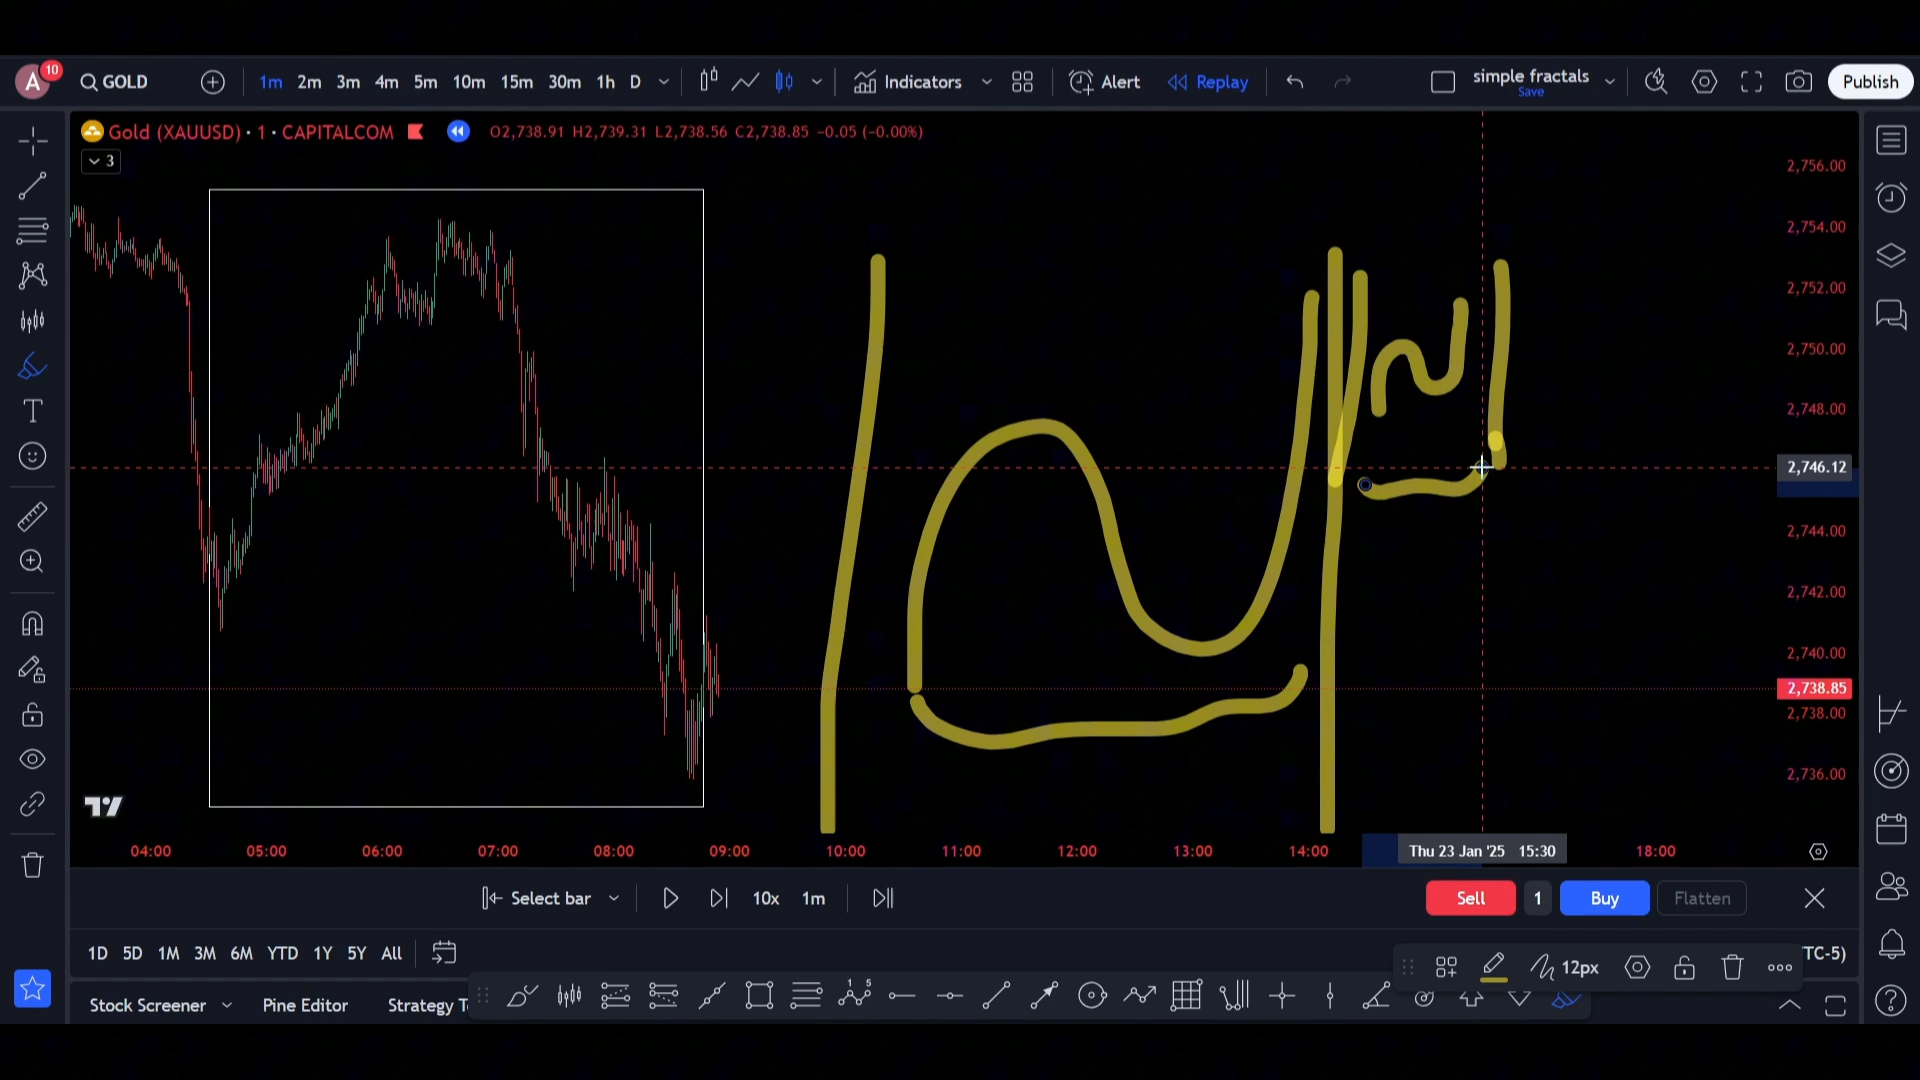 A 10 GOLD 1m 2m 3m 4m 5m 10m 15m 30m 1h D Indicators Alert Replay simple fractals Publish
Save
Gold (XAUUSD) · 1 · CAPITALCOM O2,738.91 H2,739.31 L2,738.56 C2,738.85 −0.05 (−0.00%)
3
2,756.00
2,754.00
2,752.00
2,750.00
2,748.00
2,746.12
2,744.00
2,742.00
2,740.00
2,738.85
2,738.00
2,736.00
04:00 05:00 06:00 07:00 08:00 09:00 10:00 11:00 12:00 13:00 14:00 Thu 23 Jan '25 15:30 18:00
Select bar 10x 1m Sell 1 Buy Flatten
1D 5D 1M 3M 6M YTD 1Y 5Y All TC-5)
12px
Stock Screener Pine Editor Strategy T